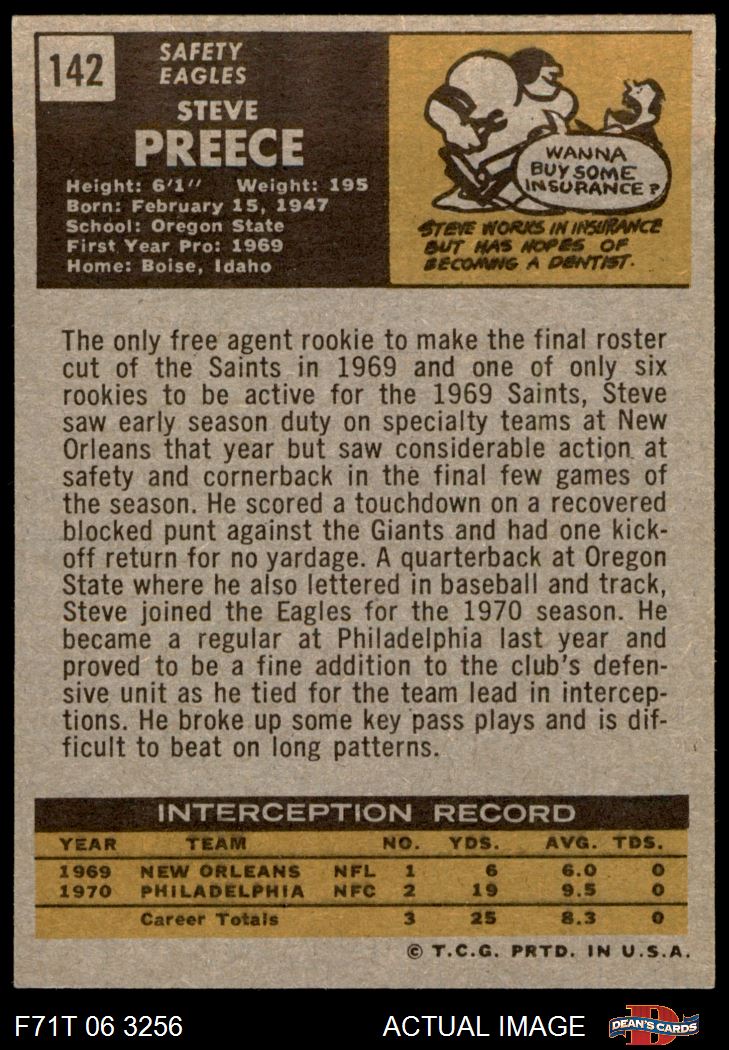 142
SAFETY
EAGLES
STEVE
PREECE
Height: 6'1" Weight: 195
Born: February 15, 1947
School: Oregon State
First Year Pro: 1969
Home: Boise, Idaho
WANNA
BUY SOME
INSURANCE?
STEVE WORKS IN INSURANCE
BUT HAS HOPES OF
BECOMING A DENTIST.
The only free agent rookie to make the final roster
cut of the Saints in 1969 and one of only six
rookies to be active for the 1969 Saints, Steve
saw early season duty on specialty teams at New
Orleans that year but saw considerable action at
safety and cornerback in the final few games of
the season. He scored a touchdown on a recovered
blocked punt against the Giants and had one kick-
off return for no yardage. A quarterback at Oregon
State where he also lettered in baseball and track,
Steve joined the Eagles for the 1970 season. He
became a regular at Philadelphia last year and
proved to be a fine addition to the club's defen-
sive unit as he tied for the team lead in intercep-
tions. He broke up some key pass plays and is dif-
ficult to beat on long patterns.
INTERCEPTION RECORD
YEAR TEAM NO. YDS. AVG. TDS.
1969 NEW ORLEANS NFL 1 6 6.0 0
1970 PHILADELPHIA NFC 2 19 9.5 0
Career Totals 3 25 8.3 0
© T.C.G. PRTD. IN U.S.A.
F71T 06 3256 ACTUAL IMAGE D DEAN'S CARDS